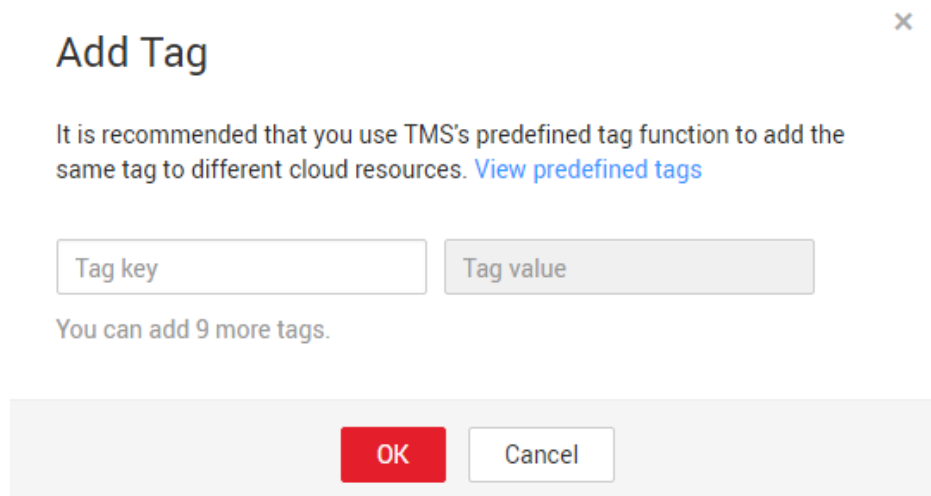 ×
Add Tag
It is recommended that you use TMS's predefined tag function to add the
same tag to different cloud resources. View predefined tags
Tag key
Tag value
You can add 9 more tags.
OK
Cancel